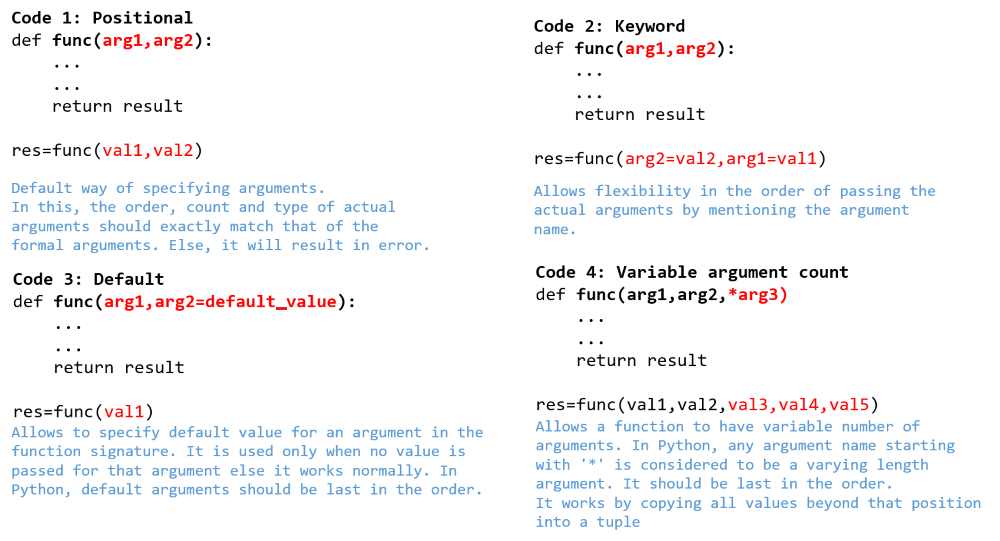 Code 1: Positional
def func(arg1,arg2):
...
...
return result
res=func(val1,val2)
Default way of specifying arguments.
In this, the order, count and type of actual
arguments should exactly match that of the
formal arguments. Else, it will result in error.
Code 2: Keyword
def func(arg1,arg2):
...
...
return result
res=func(arg2=val2,arg1=val1)
Allows flexibility in the order of passing the
actual arguments by mentioning the argument
name.
Code 3: Default
def func(arg1,arg2=default_value):
...
...
return result
res=func(val1)
Allows to specify default value for an argument in the
function signature. It is used only when no value is
passed for that argument else it works normally. In
Python, default arguments should be last in the order.
Code 4: Variable argument count
def func(arg1,arg2,*arg3)
...
...
return result
res=func(val1,val2,val3,val4,val5)
Allows a function to have variable number of
arguments. In Python, any argument name starting
with '*' is considered to be a varying length
argument. It should be last in the order.
It works by copying all values beyond that position
into a tuple